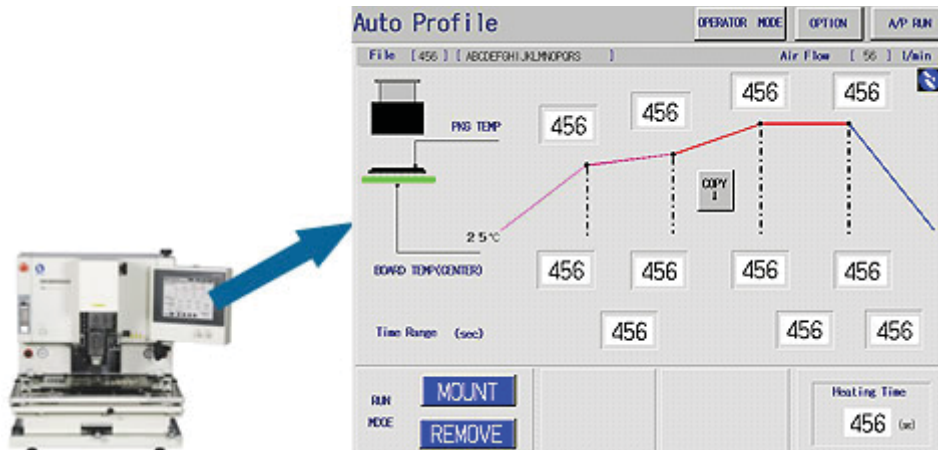 Auto Profile
OPERATOR MODE
OPTION
A/P RUN
File [ 456 ] [ ABCDEFGHIJKLMNOPQRS ]
Air Flow [ 56 ] l/min
PKG TEMP
456
456
456
456
COPY
25℃
BOARD TEMP(CENTER)
456
456
456
456
Time Range (sec)
456
456
456
RUN MODE
MOUNT
REMOVE
Heating Time
456 (sec)